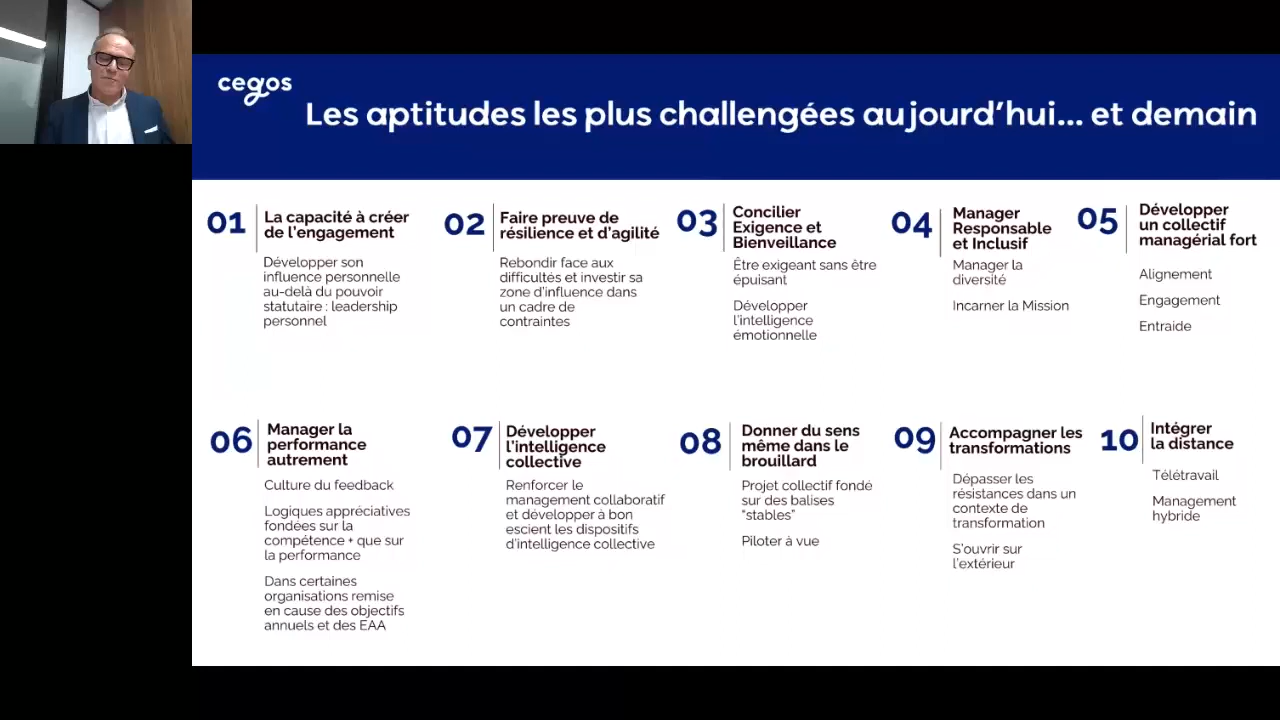 cegos
Les aptitudes les plus challengées aujourd'hui... et demain
01
La capacité à créer
de l'engagement
Développer son
influence personnelle
au-delà du pouvoir
statutaire : leadership
personnel
02
Faire preuve de
résilience et d'agilité
Rebondir face aux
difficultés et investir sa
zone d'influence dans
un cadre de
contraintes
03
Concilier
Exigence et
Bienveillance
Être exigeant sans être
épuisant
Développer
l'intelligence
émotionnelle
04
Manager
Responsable
et Inclusif
Manager la
diversité
Incarner la Mission
05
Développer
un collectif
managérial fort
Alignement
Engagement
Entraide
06
Manager la
performance
autrement
Culture du feedback
Logiques appréciatives
fondées sur la
compétence + que sur
la performance
Dans certaines
organisations remise
en cause des objectifs
annuels et des EAA
07
Développer
l'intelligence
collective
Renforcer le
management collaboratif
et développer à bon
escient les dispositifs
d'intelligence collective
08
Donner du sens
même dans le
brouillard
Projet collectif fondé
sur des balises
"stables"
Piloter à vue
09
Accompagner les
transformations
Dépasser les
résistances dans un
contexte de
transformation
S'ouvrir sur
l'extérieur
10
Intégrer
la distance
Télétravail
Management
hybride